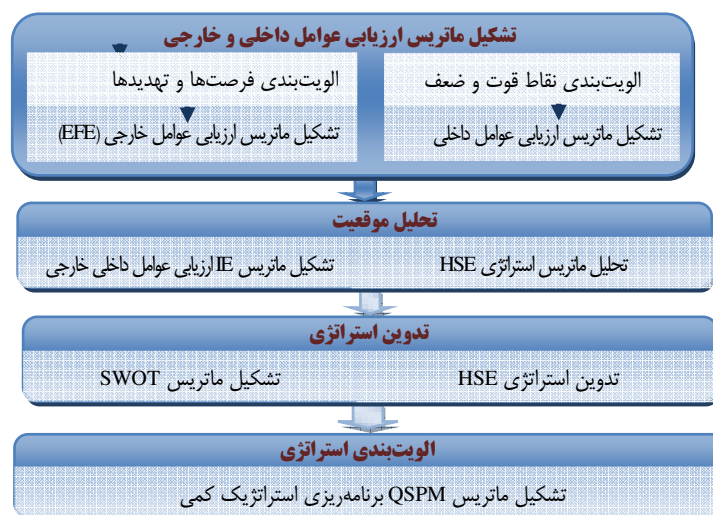 تشکیل ماتریس ارزیابی عوامل داخلی و خارجی
الویت‌بندی نقاط قوت و ضعف
تشکیل ماتریس ارزیابی عوامل داخلی
الویت‌بندی فرصت‌ها و تهدیدها
تشکیل ماتریس ارزیابی عوامل خارجی (EFE)
تحلیل موقعیت
تحلیل ماتریس استراتژی HSE
تشکیل ماتریس IE ارزیابی عوامل داخلی خارجی
تدوین استراتژی
تدوین استراتژی HSE
تشکیل ماتریس SWOT
الویت‌بندی استراتژی
تشکیل ماتریس QSPM برنامه‌ریزی استراتژیک کمی